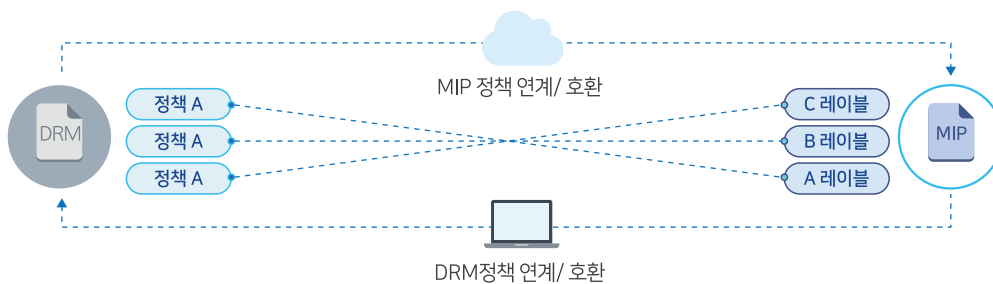 MIP 정책 연계/ 호환
DRM
정책 A
정책 A
정책 A
C 레이블
B 레이블
A 레이블
MIP
DRM정책 연계/ 호환